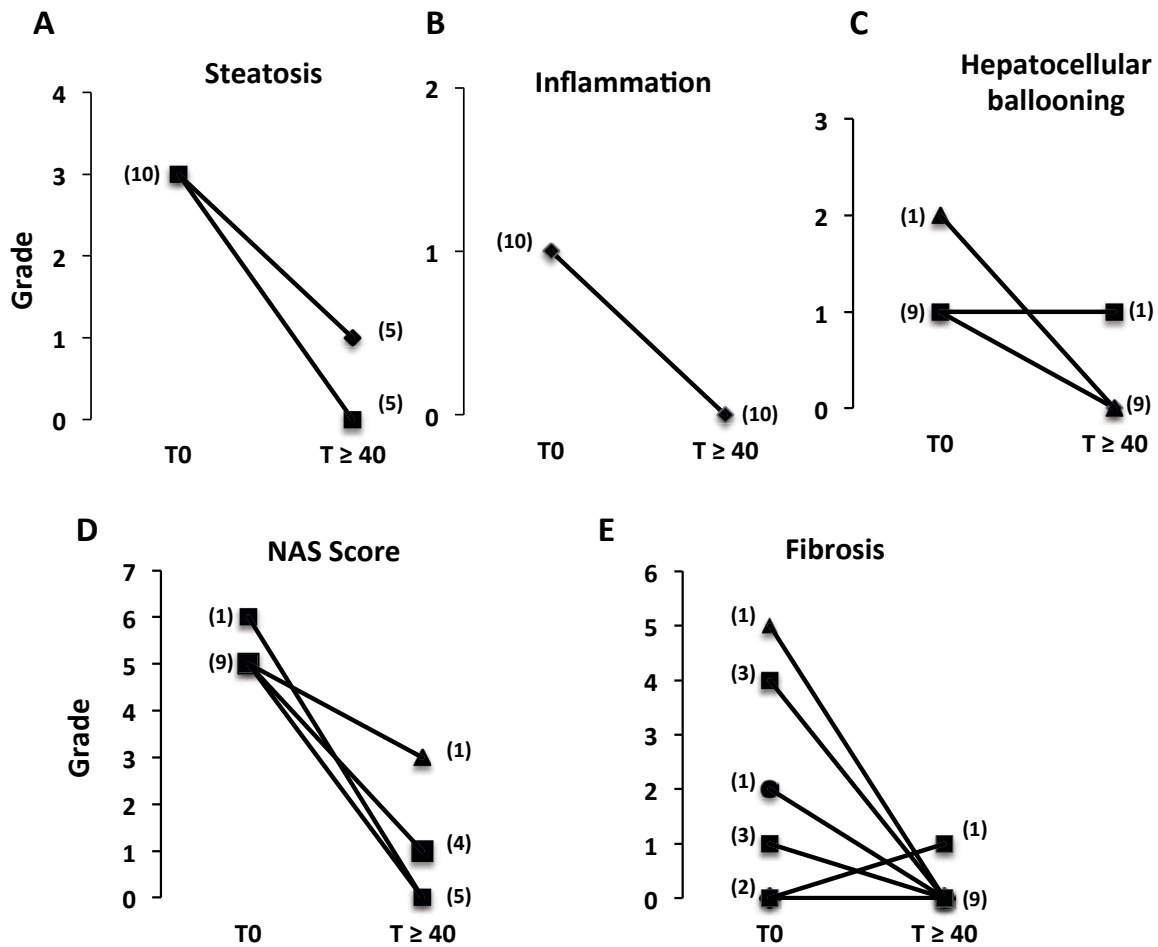 A
Steatosis
4
3
2
1
0
Grade
(10)
(5)
(5)
T0
T ≥ 40
B
Inflammation
2
1
0
(10)
(10)
T0
T ≥ 40
C
Hepatocellular
ballooning
3
2
1
0
(1)
(9)
(1)
(9)
T0
T ≥ 40
D
NAS Score
7
6
5
4
3
2
1
0
Grade
(1)
(9)
(1)
(4)
(5)
T0
T ≥ 40
E
Fibrosis
6
5
4
3
2
1
0
(1)
(3)
(1)
(3)
(2)
(1)
(9)
T0
T ≥ 40